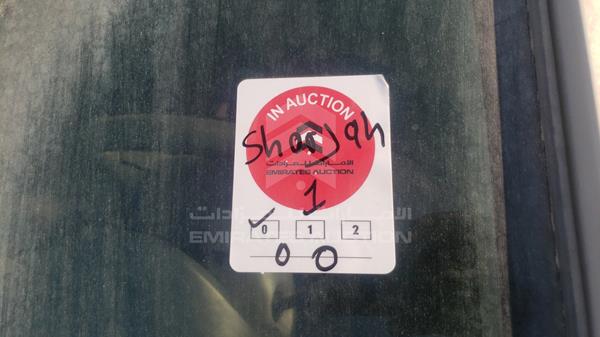 IN AUCTION
Sharjah
الإمارات للمزادات
EMIRATES AUCTION
1
الإمارات للمزادات
EMIRATES AUCTION
✓
0 1 2
0 0